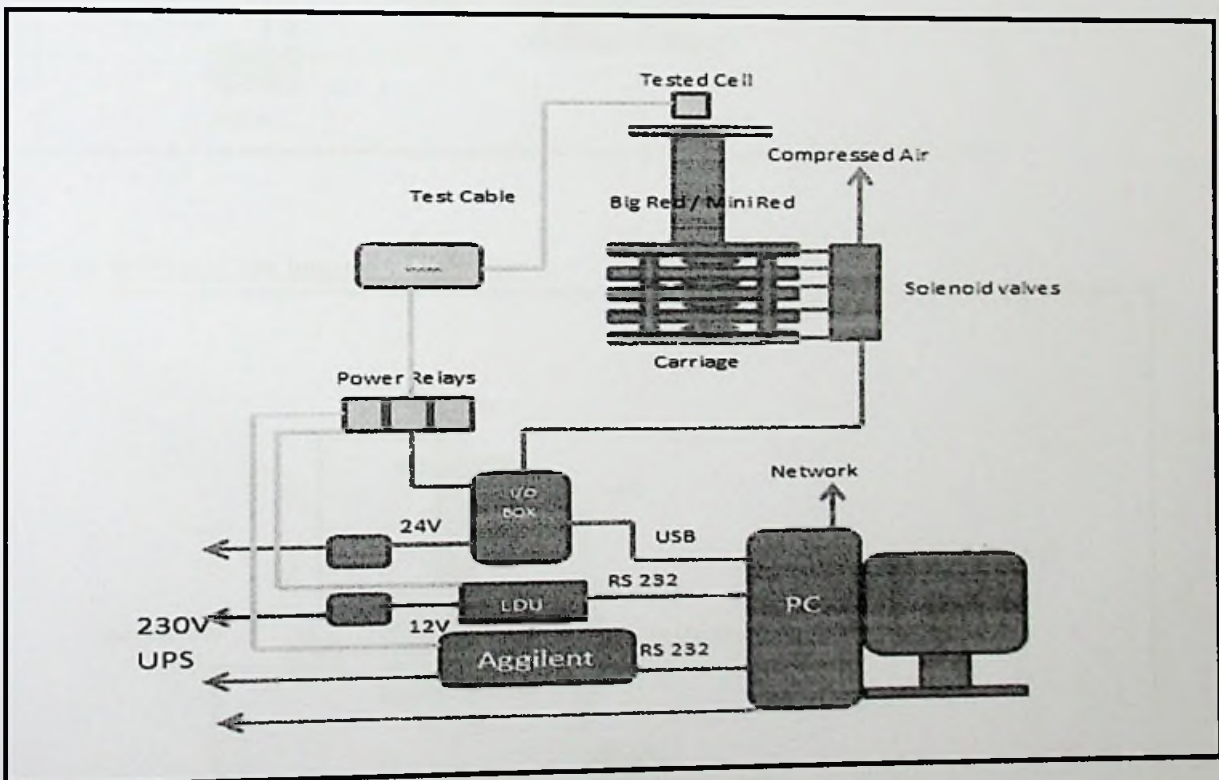 Tested Cell
Compressed Air
Test Cable
Big Red / Mini Red
Solenoid valves
Carriage
Power Relays
Network
I/O
BOX
24V
USB
RS 232
LDU
PC
230V
12V
RS 232
UPS
Aggilent